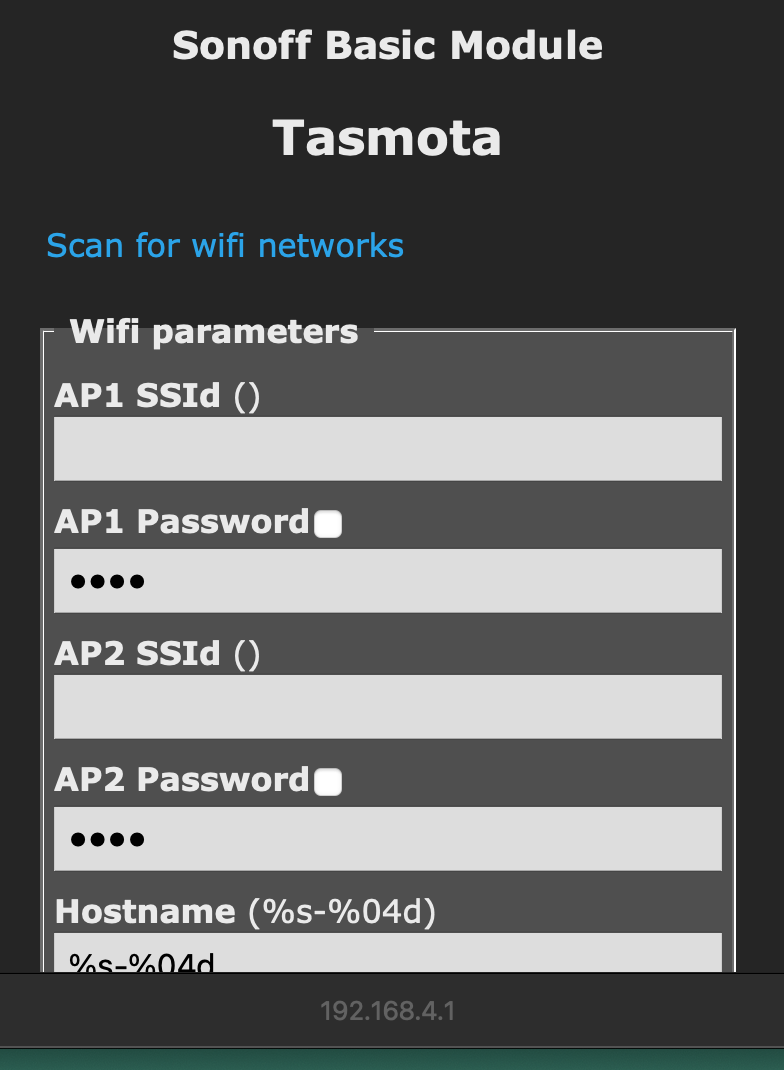 Sonoff Basic Module
Tasmota
Scan for wifi networks
Wifi parameters
AP1 SSId ()
AP1 Password
••••
AP2 SSId ()
AP2 Password
••••
Hostname (%s-%04d)
%s-%04d
192.168.4.1